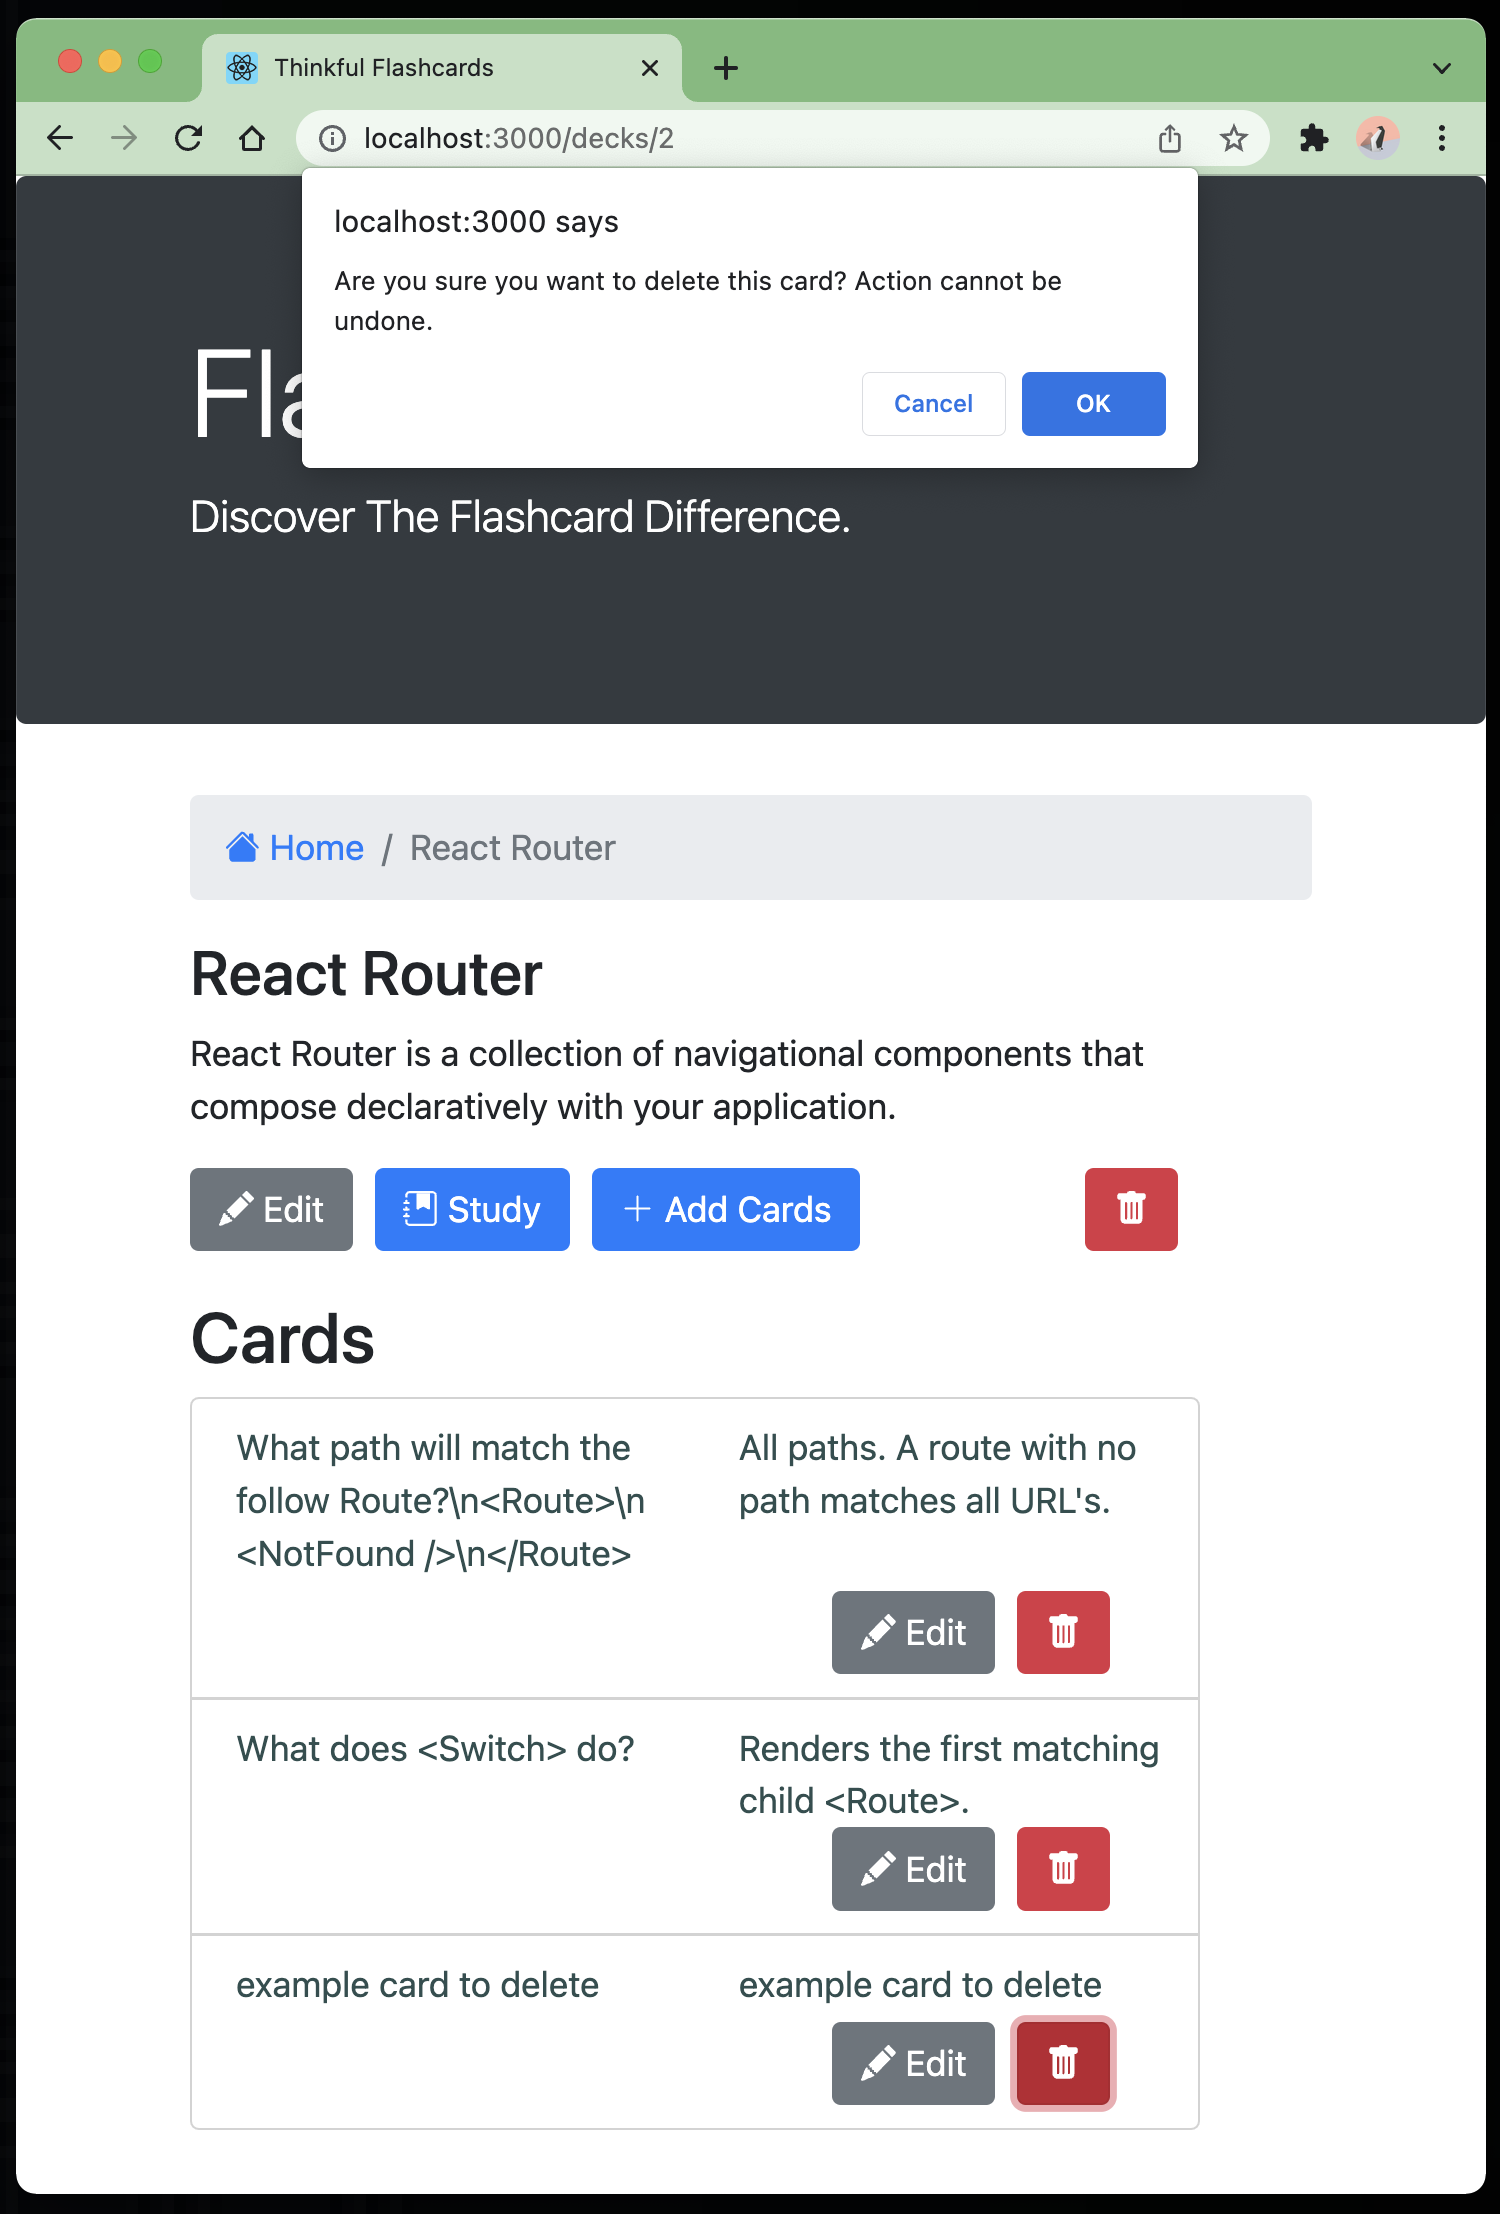 Thinkful Flashcards
localhost:3000/decks/2
localhost:3000 says
Are you sure you want to delete this card? Action cannot be
undone.
Cancel
OK
Discover The Flashcard Difference.
Home / React Router
React Router
React Router is a collection of navigational components that
compose declaratively with your application.
Edit
Study
Add Cards
Cards
What path will match the
follow Route?\n<Route>\n
<NotFound />\n</Route>
All paths. A route with no
path matches all URL's.
Edit
What does <Switch> do?
Renders the first matching
child <Route>.
Edit
example card to delete
example card to delete
Edit